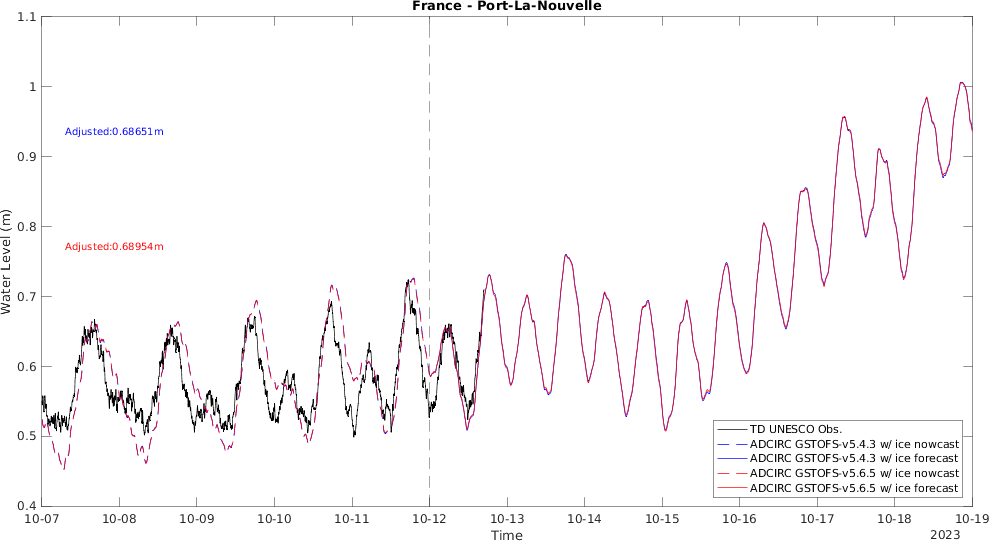 France - Port-La-Nouvelle
1.1
1
0.9
0.8
0.7
0.6
0.5
0.4
Water Level (m)
Adjusted:0.68651m
Adjusted:0.68954m
TD UNESCO Obs.
ADCIRC GSTOFS-v5.4.3 w/ ice nowcast
ADCIRC GSTOFS-v5.4.3 w/ ice forecast
ADCIRC GSTOFS-v5.6.5 w/ ice nowcast
ADCIRC GSTOFS-v5.6.5 w/ ice forecast
10-07 10-08 10-09 10-10 10-11 10-12 10-13 10-14 10-15 10-16 10-17 10-18 10-19
Time
2023